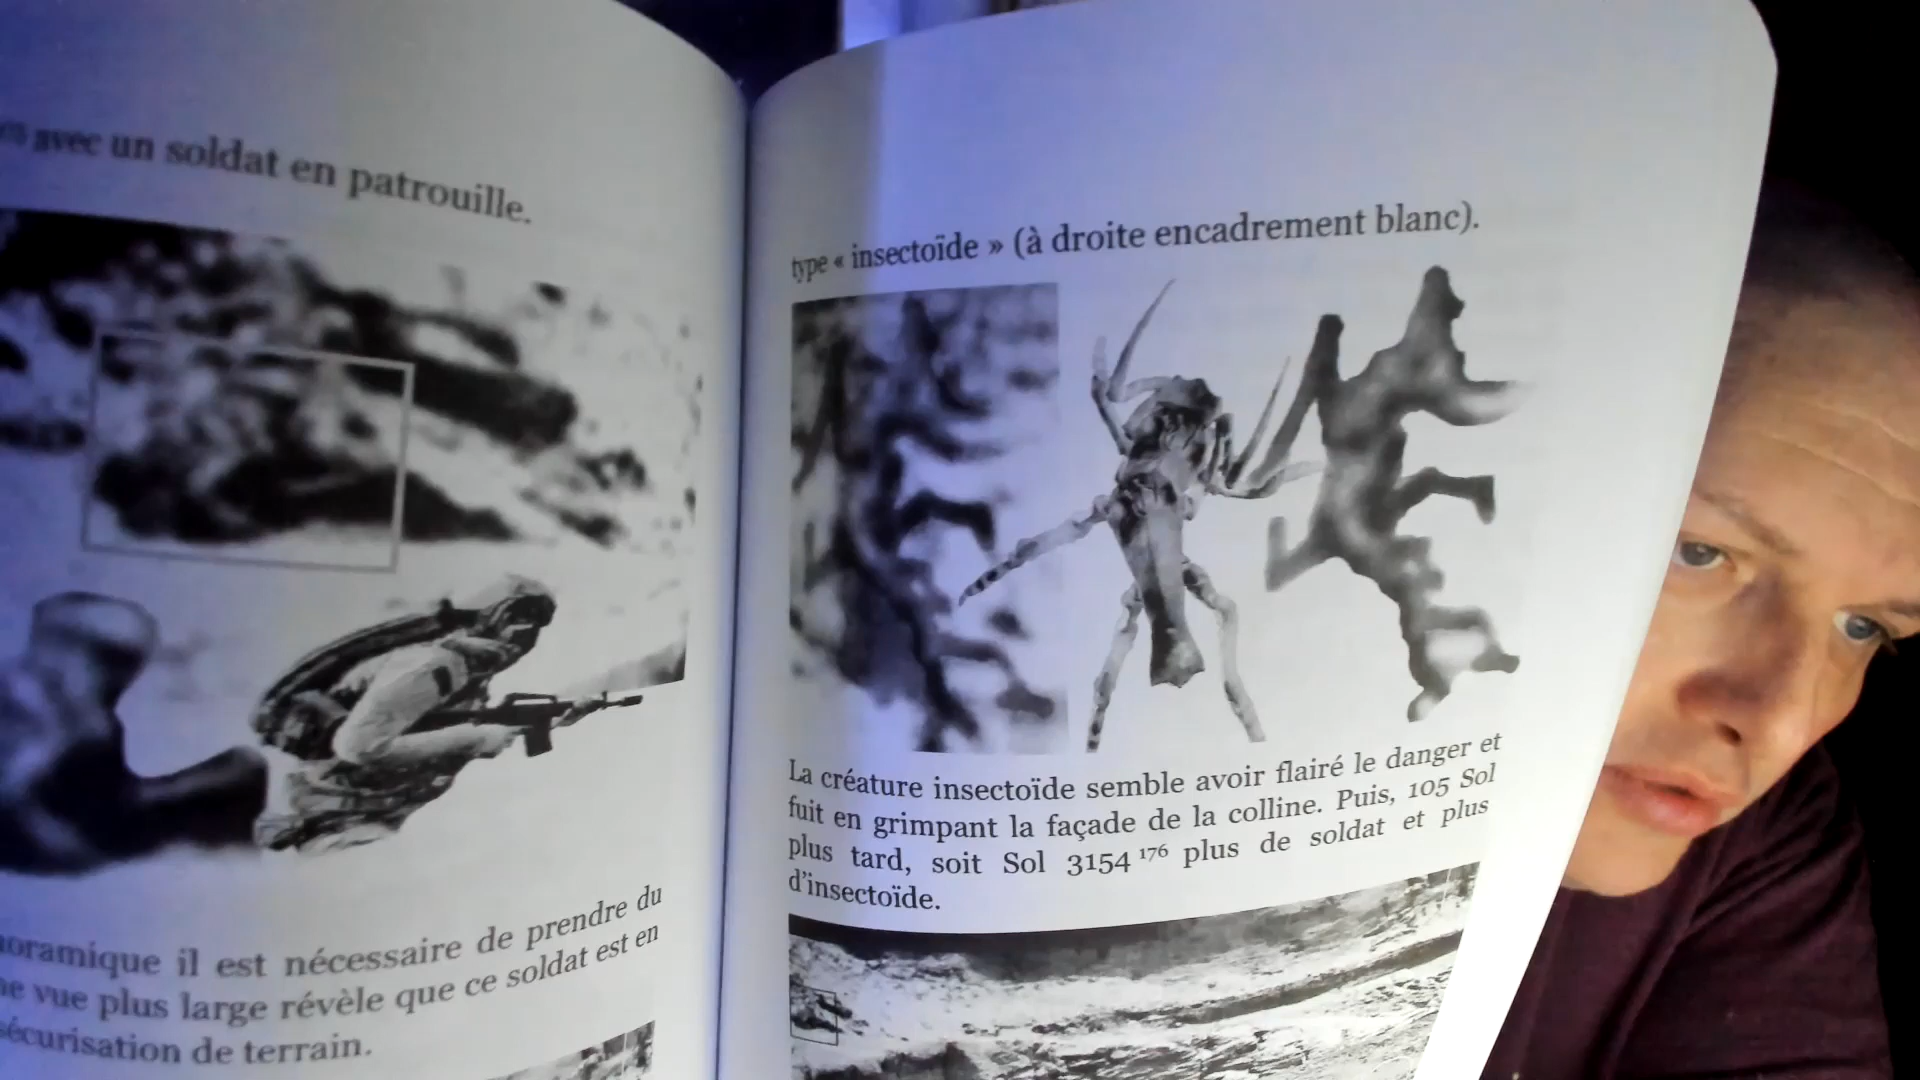 avec un soldat en patrouille.
il est nécessaire de prendre du
vue plus large révèle que ce soldat est en
sécurisation de terrain.
type « insectoïde » (à droite encadrement blanc).
La créature insectoïde semble avoir flairé le danger et
fuit en grimpant la façade de la colline. Puis, 105 Sol
plus tard, soit Sol 3154 ¹⁷⁶ plus de soldat et plus
d'insectoïde.